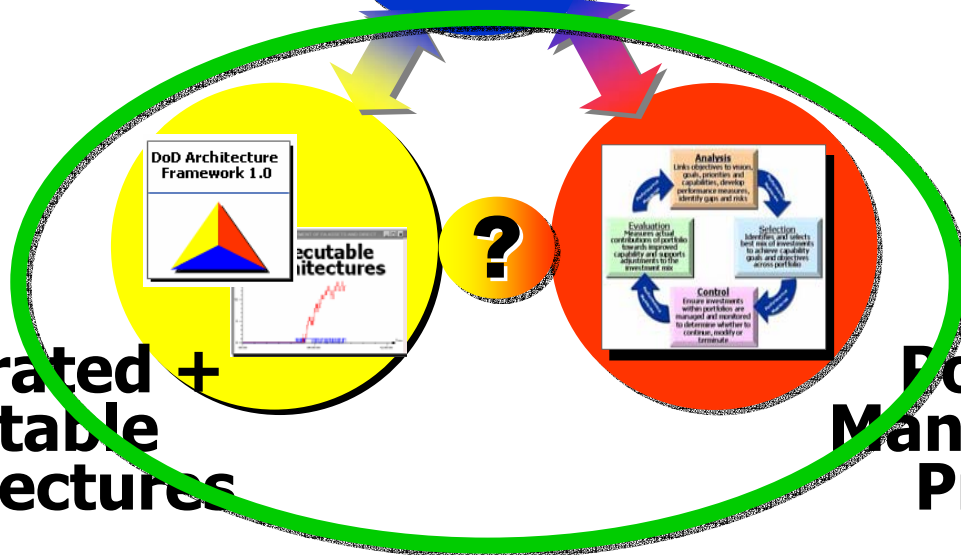 DoD Architecture
Framework 1.0
ecutable
itectures
?
Analysis
Links objectives to vision,
goals, priorities and
capabilities, develop
performance measures,
identify gaps and risks
Evaluation
Measures actual
contributions of portfolio
towards improved
capability and supports
adjustments to the
investment mix
Selection
Identifies and selects
best mix of investments
to achieve capability
goals and objectives
across portfolio
Control
Ensure investments
within portfolios are
managed and monitored
to determine whether to
continue, modify or
terminate
rated +
table
ectures
Po
Man
Pr